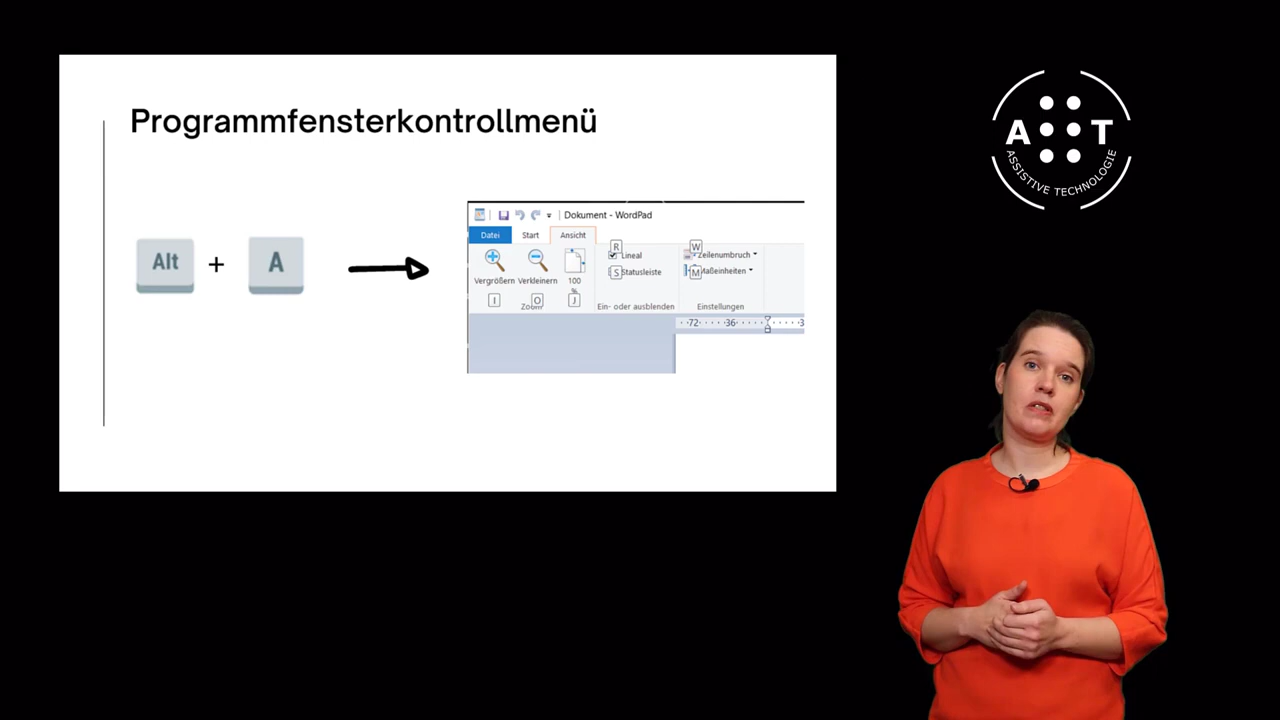 Programmfensterkontrollmenü
Alt + A
Dokument - WordPad
Datei Start Ansicht
R W
Lineal Zeilenumbruch
S Statusleiste M Maßeinheiten
Vergrößern Verkleinern 100
%
I O J
Zoom Ein- oder ausblenden Einstellungen
72 36 3
A T
ASSISTIVE TECHNOLOGIE